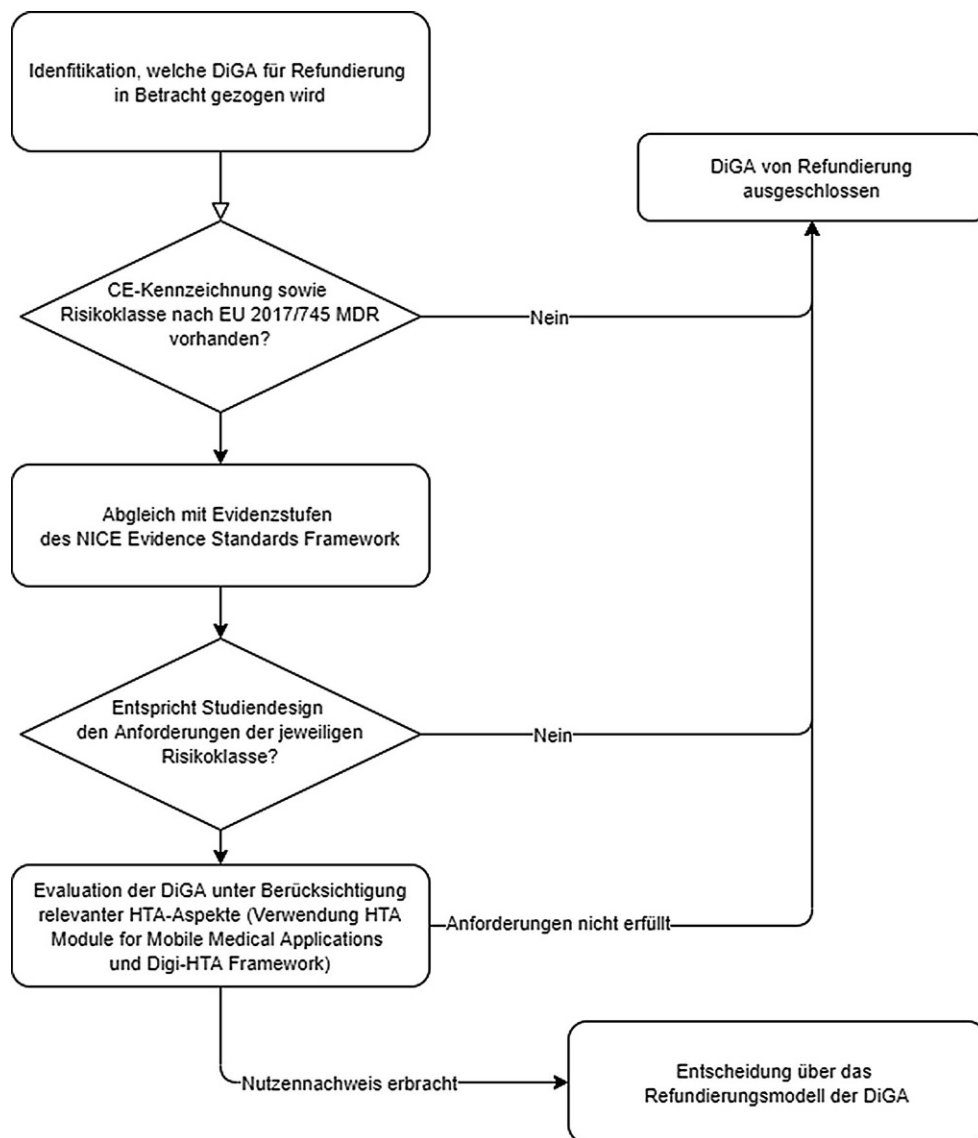 Idenfitikation, welche DiGA für Refundierung
in Betracht gezogen wird
DiGA von Refundierung
ausgeschlossen
CE-Kennzeichnung sowie
Risikoklasse nach EU 2017/745 MDR
vorhanden?
Nein
Abgleich mit Evidenzstufen
des NICE Evidence Standards Framework
Entspricht Studiendesign
den Anforderungen der jeweiligen
Risikoklasse?
Nein
Evaluation der DiGA unter Berücksichtigung
relevanter HTA-Aspekte (Verwendung HTA
Module for Mobile Medical Applications
und Digi-HTA Framework)
Anforderungen nicht erfüllt
Nutzennachweis erbracht
Entscheidung über das
Refundierungsmodell der DiGA